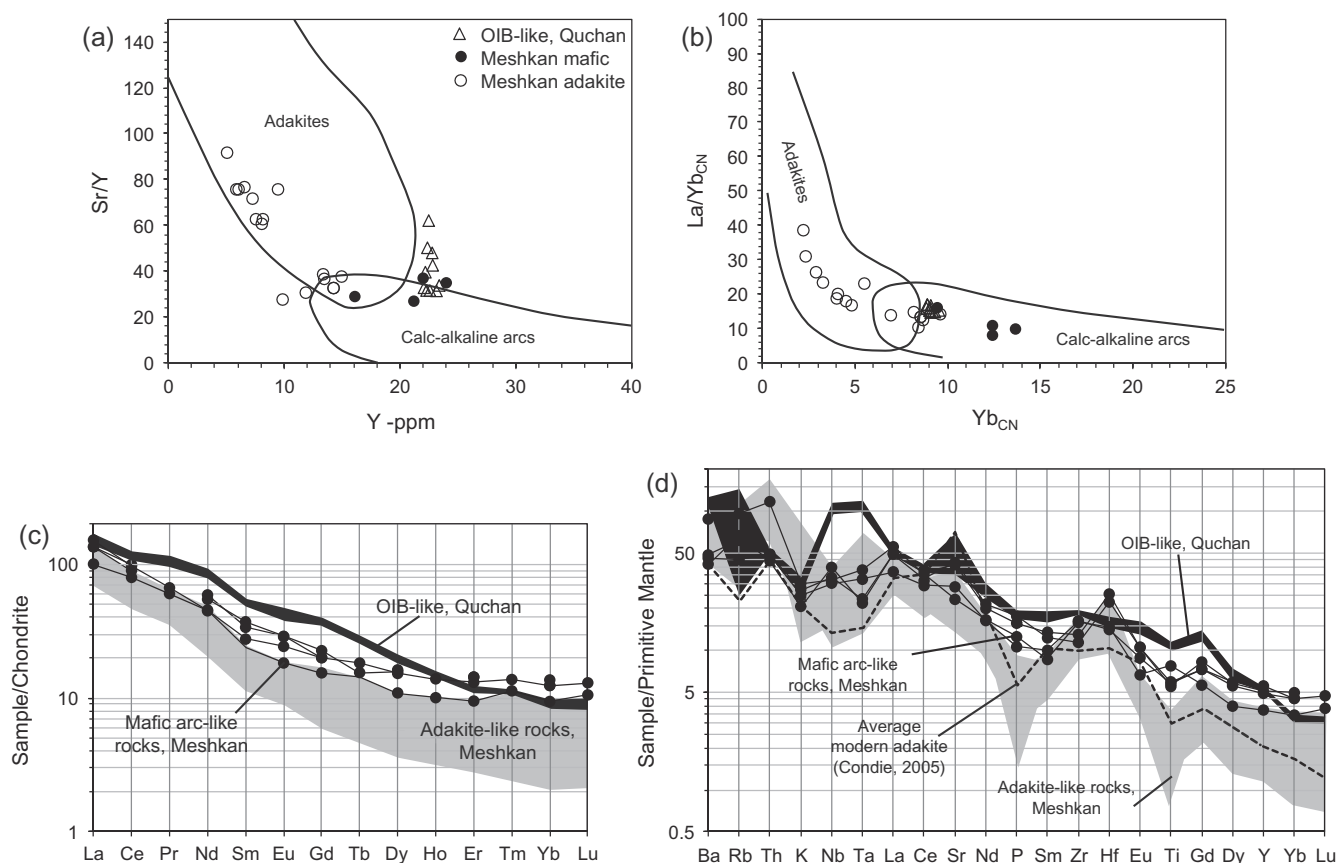 (a)
OIB-like, Quchan
Meshkan mafic
Meshkan adakite
Adakites
Calc-alkaline arcs
Sr/Y
140
120
100
80
60
40
20
0
0 10 20 30 40
Y -ppm
(b)
Adakites
Calc-alkaline arcs
La/YbCN
100
90
80
70
60
50
40
30
20
10
0
0 5 10 15 20 25
YbCN
(c)
Sample/Chondrite
100
10
1
OIB-like, Quchan
Mafic arc-like
rocks, Meshkan
Adakite-like rocks,
Meshkan
La Ce Pr Nd Sm Eu Gd Tb Dy Ho Er Tm Yb Lu
(d)
Sample/Primitive Mantle
50
5
0.5
OIB-like, Quchan
Mafic arc-like
rocks, Meshkan
Average
modern adakite
(Condie, 2005)
Adakite-like rocks,
Meshkan
Ba Rb Th K Nb Ta La Ce Sr Nd P Sm Zr Hf Eu Ti Gd Dy Y Yb Lu